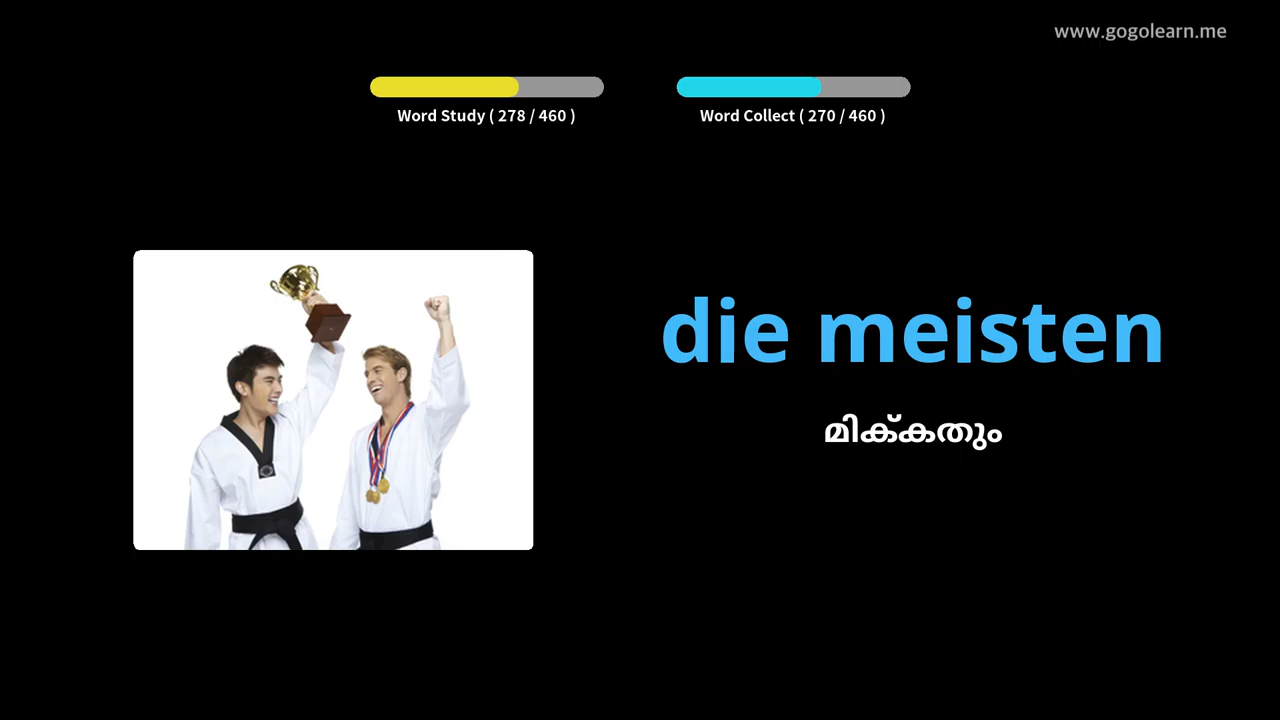 www.gogolearn.me
Word Study ( 278 / 460 )
Word Collect ( 270 / 460 )
die meisten
മിക്കതും